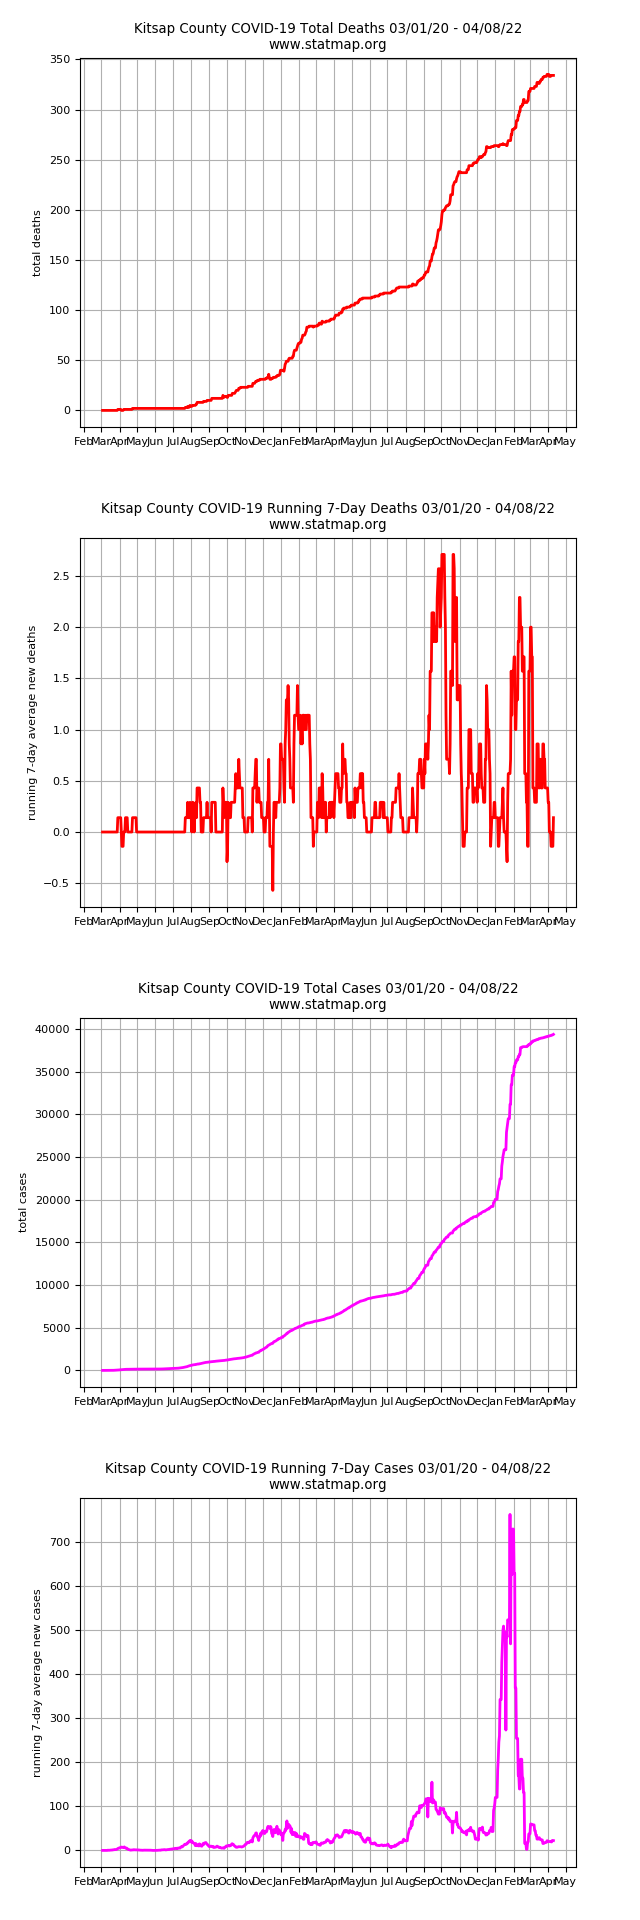 Kitsap County COVID-19 Total Deaths 03/01/20 - 04/08/22
www.statmap.org
350
300
250
200
150
100
50
0
total deaths
Feb Mar Apr May Jun Jul Aug Sep Oct Nov Dec Jan Feb Mar Apr May Jun Jul Aug Sep Oct Nov Dec Jan Feb Mar Apr May
Kitsap County COVID-19 Running 7-Day Deaths 03/01/20 - 04/08/22
www.statmap.org
2.5
2.0
1.5
1.0
0.5
0.0
−0.5
running 7-day average new deaths
Feb Mar Apr May Jun Jul Aug Sep Oct Nov Dec Jan Feb Mar Apr May Jun Jul Aug Sep Oct Nov Dec Jan Feb Mar Apr May
Kitsap County COVID-19 Total Cases 03/01/20 - 04/08/22
www.statmap.org
40000
35000
30000
25000
20000
15000
10000
5000
0
total cases
Feb Mar Apr May Jun Jul Aug Sep Oct Nov Dec Jan Feb Mar Apr May Jun Jul Aug Sep Oct Nov Dec Jan Feb Mar Apr May
Kitsap County COVID-19 Running 7-Day Cases 03/01/20 - 04/08/22
www.statmap.org
700
600
500
400
300
200
100
0
running 7-day average new cases
Feb Mar Apr May Jun Jul Aug Sep Oct Nov Dec Jan Feb Mar Apr May Jun Jul Aug Sep Oct Nov Dec Jan Feb Mar Apr May